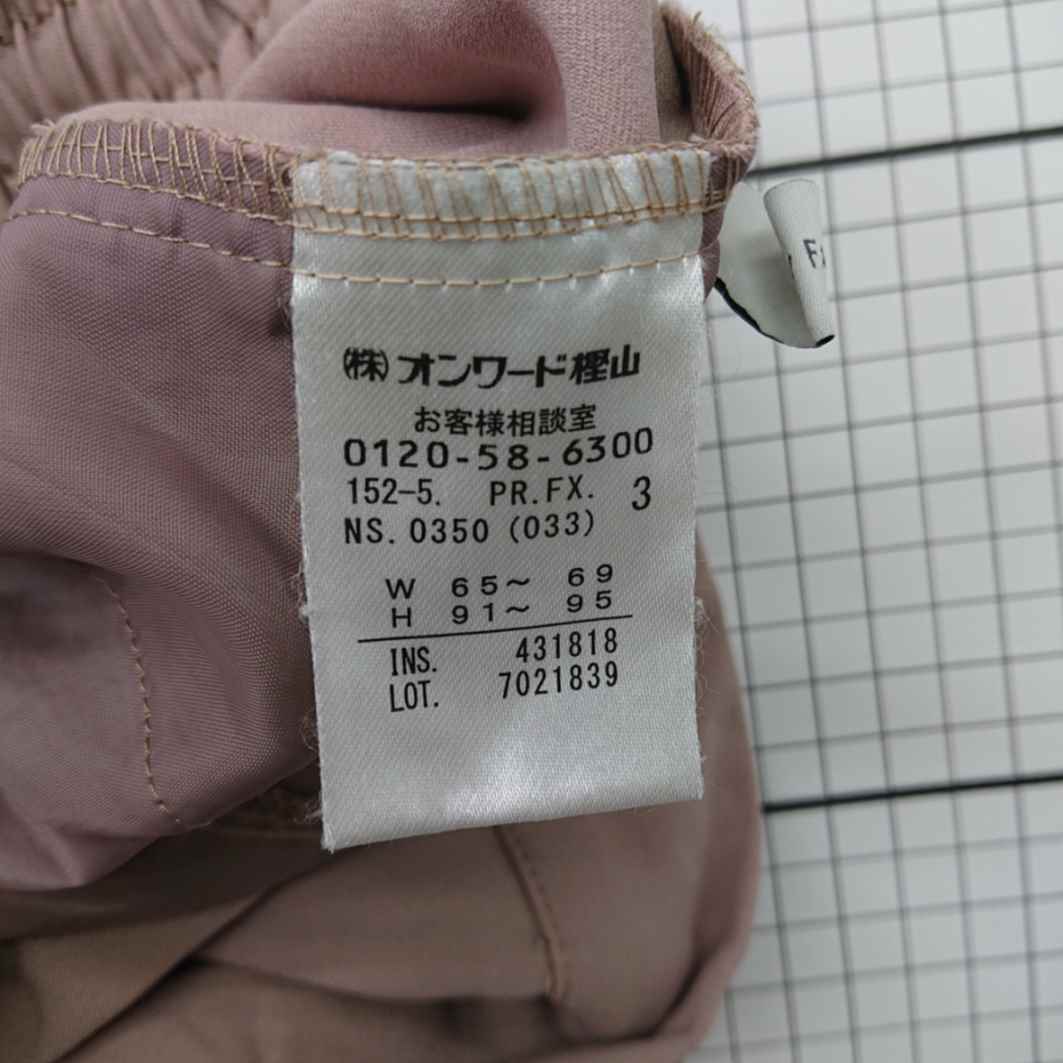 ㈱オンワード樫山
お客様相談室
0120-58-6300
152-5. PR.FX. 3
NS. 0350 (033)
W 65～ 69
H 91～ 95
INS. 431818
LOT. 7021839